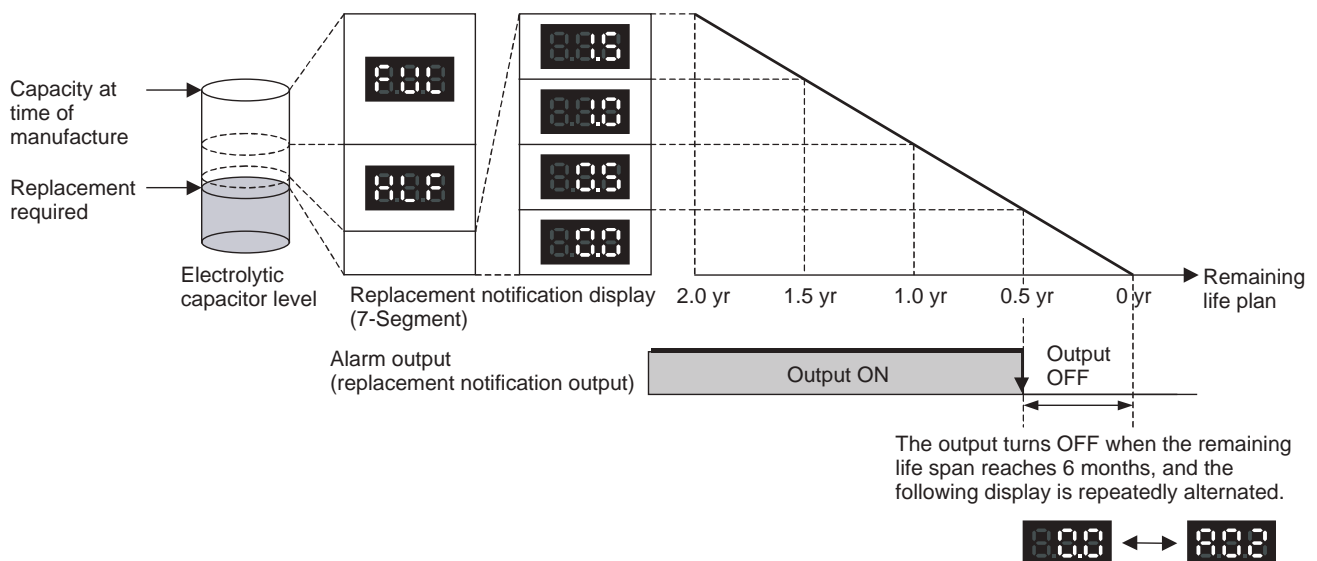 Capacity at
time of
manufacture
Replacement
required
Electrolytic
capacitor level
FUL
HLF
1.5
1.0
0.5
0.0
Replacement notification display
(7-Segment)
2.0 yr
1.5 yr
1.0 yr
0.5 yr
0 yr
Remaining
life plan
Alarm output
(replacement notification output)
Output ON
Output
OFF
The output turns OFF when the remaining
life span reaches 6 months, and the
following display is repeatedly alternated.
0.0
A02